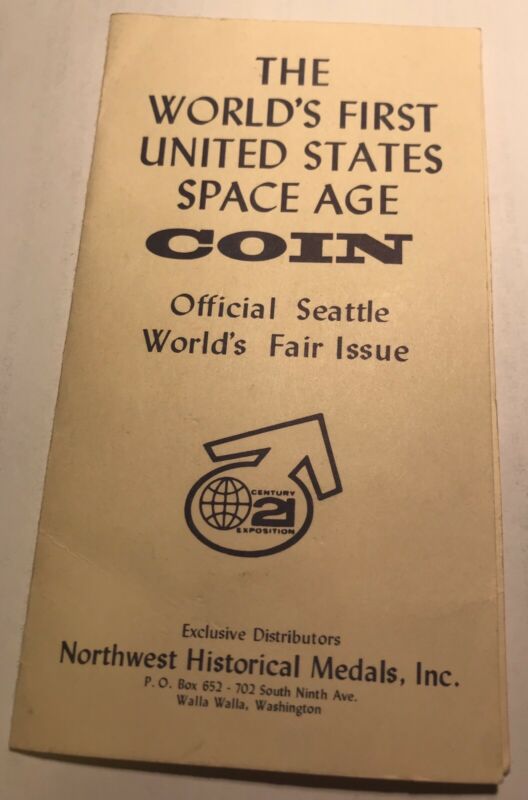 THE
WORLD'S FIRST
UNITED STATES
SPACE AGE
COIN
Official Seattle
World's Fair Issue
CENTURY
21
EXPOSITION
Exclusive Distributors
Northwest Historical Medals, Inc.
P. O. Box 652 - 702 South Ninth Ave.
Walla Walla, Washington